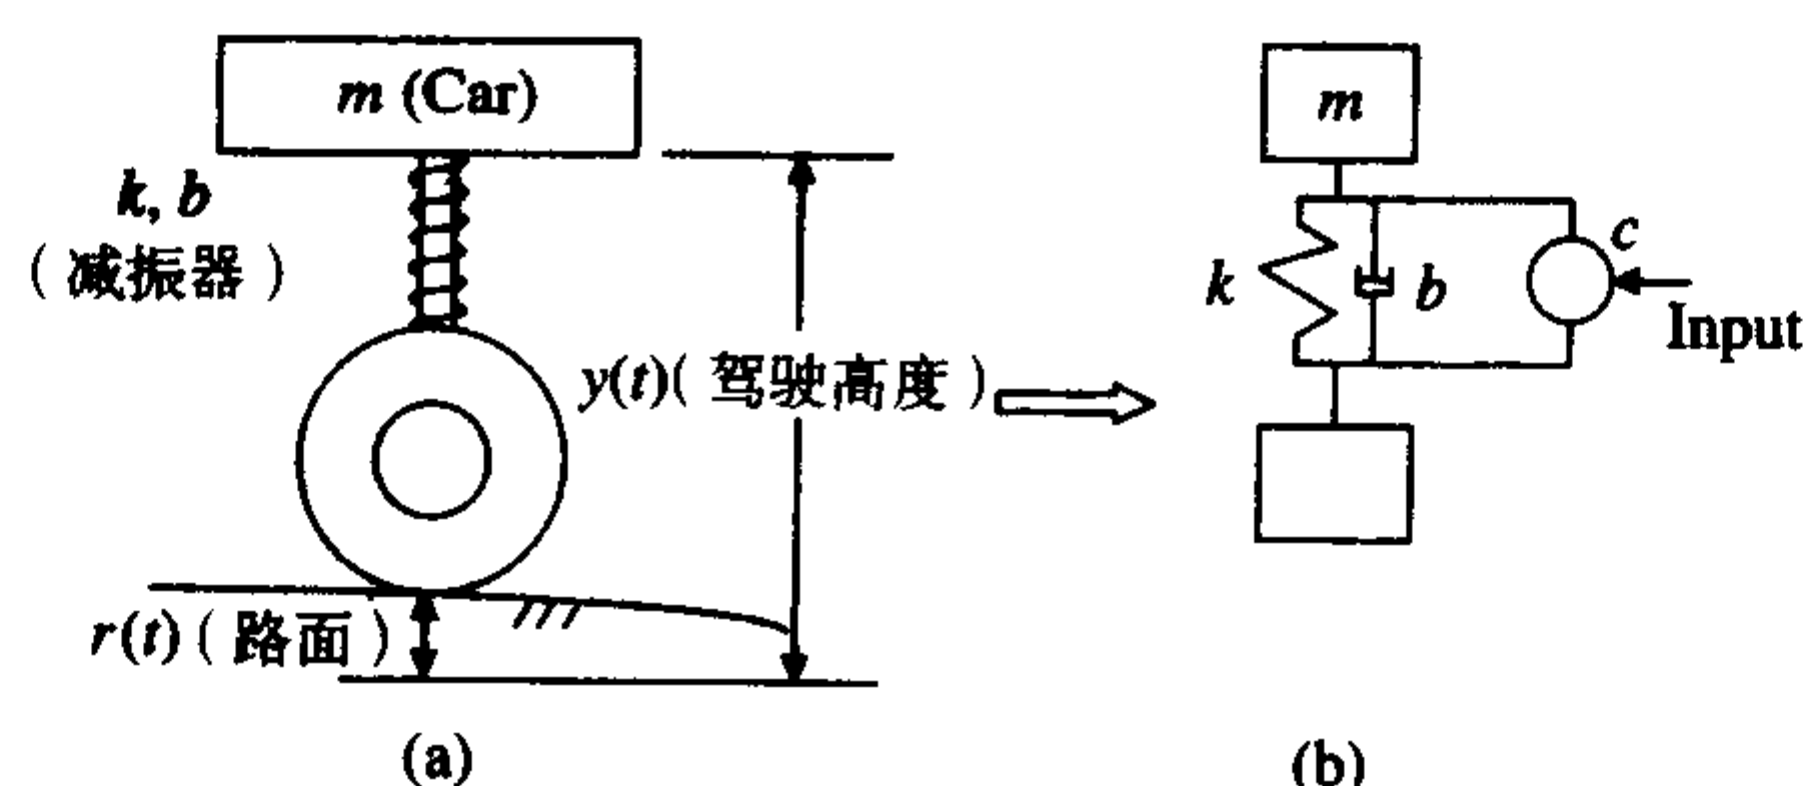 m (Car)
k, b
（减振器）
y(t)（驾驶高度）
r(t)（路面）
(a)
m
k
b
c
Input
(b)